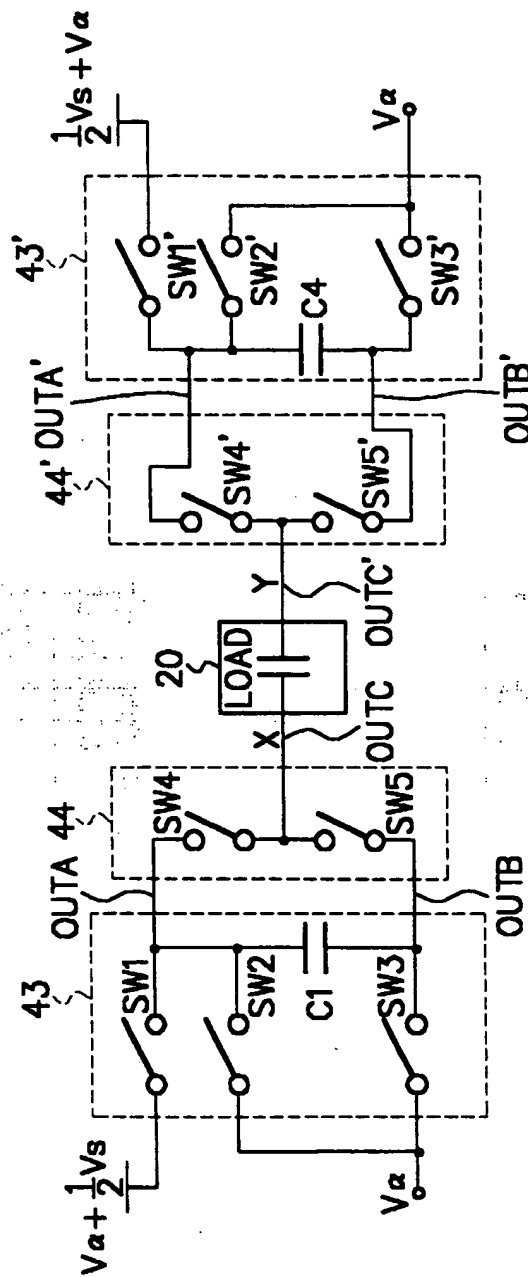 43
OUTA
44
20
44'
OUTA'
43'
Vα+½Vs
½Vs+Vα
SW1
SW4
LOAD
SW4'
SW1'
SW2
X
Y
SW2'
C1
OUTC
OUTC'
C4
SW3
SW5
SW5'
SW3'
Vα
Vα
OUTB
OUTB'